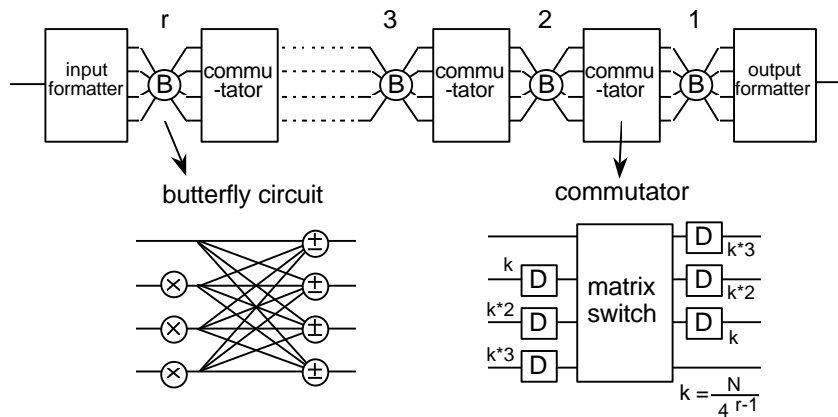 r 3 2 1
input formatter
B
commu -tator
B
commu -tator
B
commu -tator
B
output formatter
butterfly circuit
commutator
±
×
±
×
±
×
±
k
k*2
k*3
D
D
D
matrix switch
D
k*3
D
k*2
D
k
k = N / 4 r-1